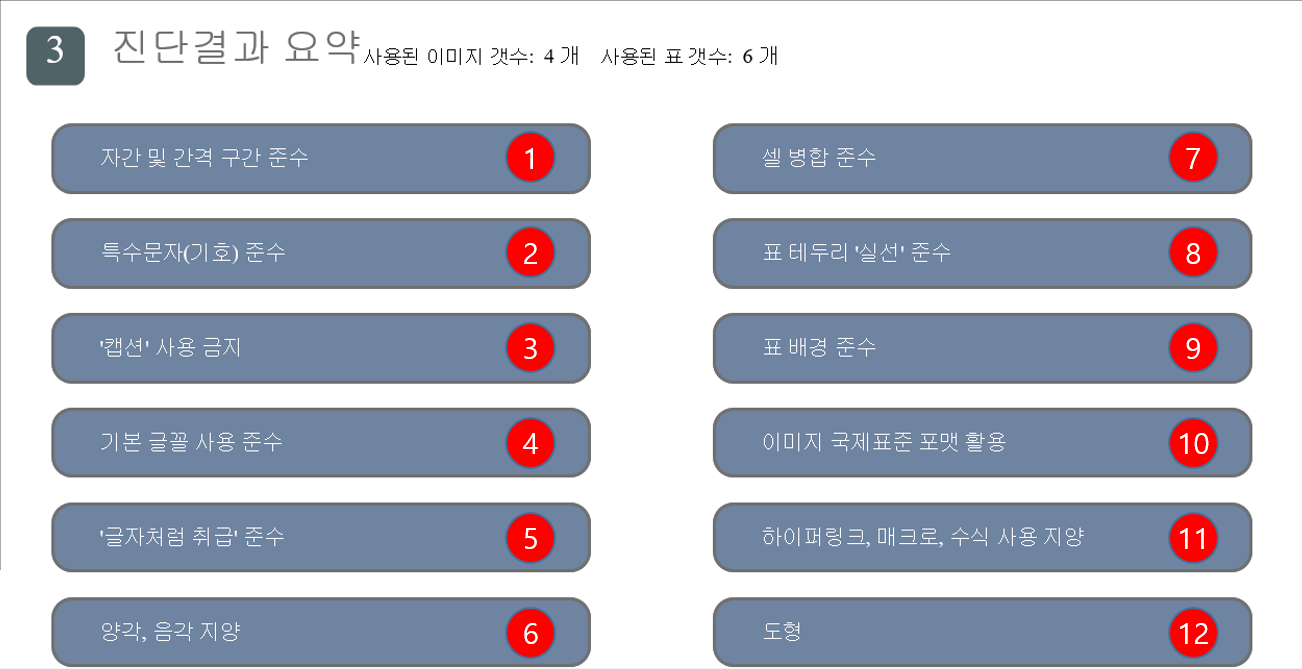 3 진단결과 요약 사용된 이미지 갯수: 4 개 사용된 표 갯수: 6 개
자간 및 간격 구간 준수 1
특수문자(기호) 준수 2
'캡션' 사용 금지 3
기본 글꼴 사용 준수 4
'글자처럼 취급' 준수 5
양각, 음각 지양 6
셀 병합 준수 7
표 테두리 '실선' 준수 8
표 배경 준수 9
이미지 국제표준 포맷 활용 10
하이퍼링크, 매크로, 수식 사용 지양 11
도형 12